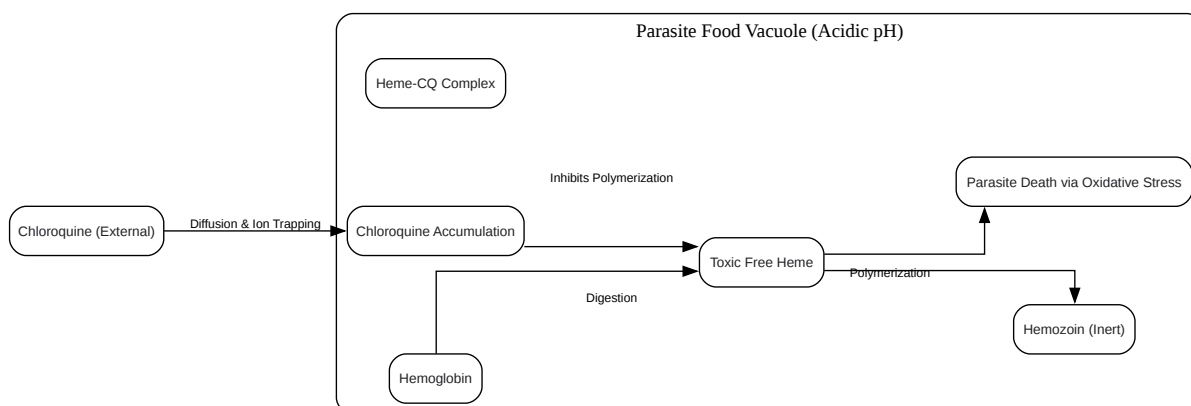 Parasite Food Vacuole (Acidic pH)
Heme-CQ Complex
Inhibits Polymerization
Parasite Death via Oxidative Stress
Chloroquine (External)
Diffusion & Ion Trapping
Chloroquine Accumulation
Toxic Free Heme
Polymerization
Digestion
Hemozoin (Inert)
Hemoglobin